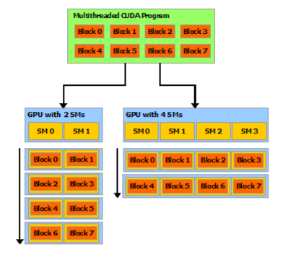 Multithreaded CUDA Program
Block 0 Block 1 Block 2 Block 3
Block 4 Block 5 Block 6 Block 7
GPU with 2 SMs
SM 0 SM 1
Block 0 Block 1
Block 2 Block 3
Block 4 Block 5
Block 6 Block 7
GPU with 4 SMs
SM 0 SM 1 SM 2 SM 3
Block 0 Block 1 Block 2 Block 3
Block 4 Block 5 Block 6 Block 7